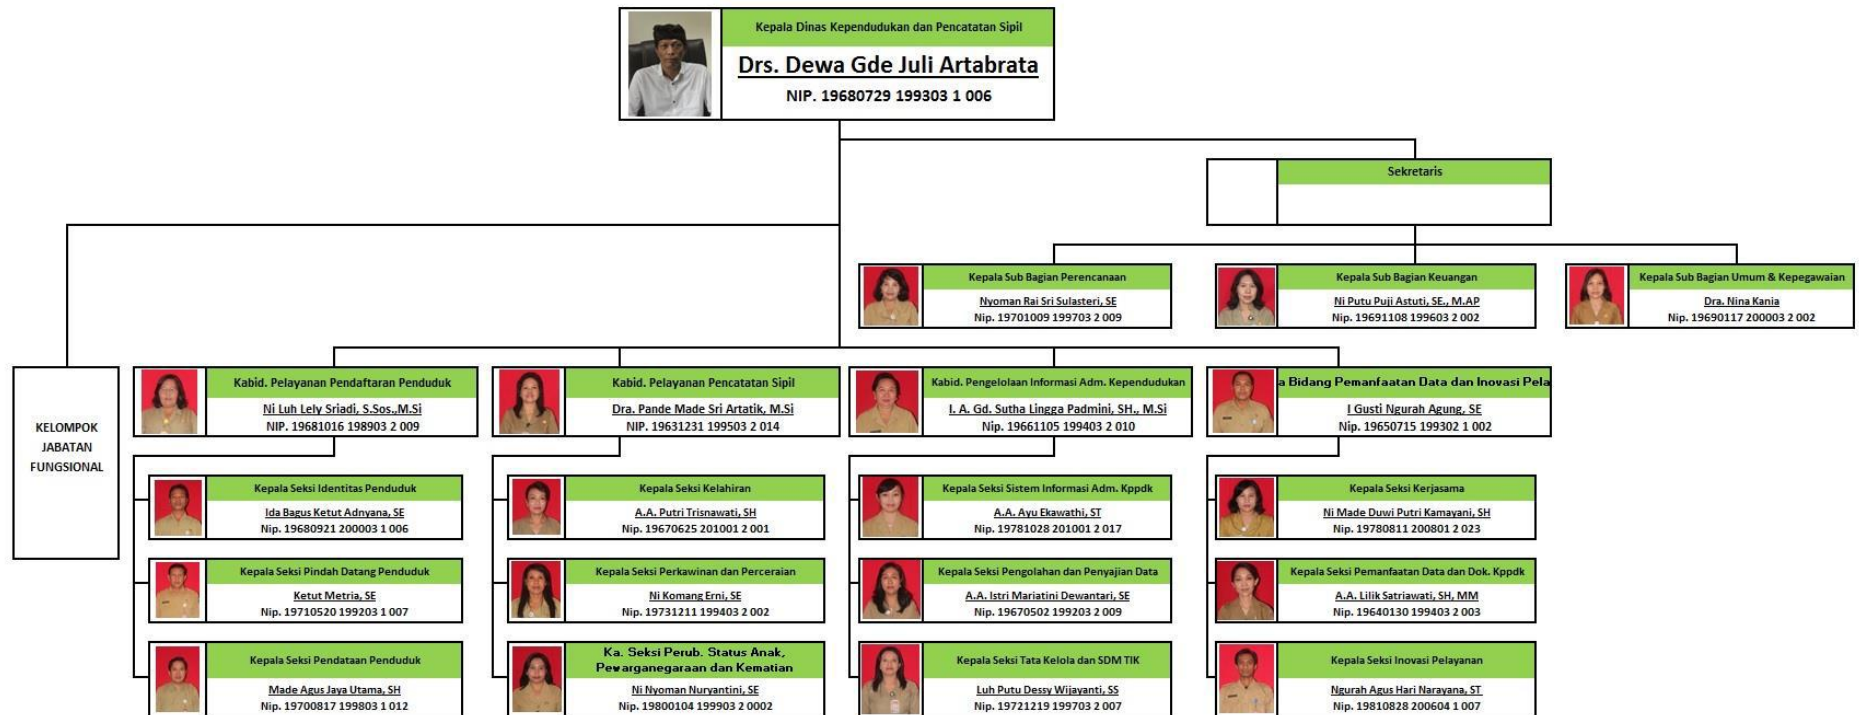 Kepala Dinas Kependudukan dan Pencatatan Sipil
Drs. Dewa Gde Juli Artabrata
NIP. 19680729 199303 1 006
Sekretaris
Kepala Sub Bagian Perencanaan
Nyoman Rai Sri Sulasteri, SE
Nip. 19701009 199703 2 009
Kepala Sub Bagian Keuangan
Ni Putu Puji Astuti, SE., M.AP
Nip. 19691108 199603 2 002
Kepala Sub Bagian Umum & Kepegawaian
Dra. Nina Kania
Nip. 19690117 200003 2 002
KELOMPOK
JABATAN
FUNGSIONAL
Kabid. Pelayanan Pendaftaran Penduduk
Ni Luh Lely Sriadi, S.Sos.,M.Si
NIP. 19681016 198903 2 009
Kepala Seksi Identitas Penduduk
Ida Bagus Ketut Adnyana, SE
Nip. 19680921 200003 1 006
Kepala Seksi Pindah Datang Penduduk
Ketut Metria, SE
Nip. 19710520 199203 1 007
Kepala Seksi Pendataan Penduduk
Made Agus Jaya Utama, SH
Nip. 19700817 199803 1 012
Kabid. Pelayanan Pencatatan Sipil
Dra. Pande Made Sri Artatik, M.Si
NIP. 19631231 199503 2 014
Kepala Seksi Kelahiran
A.A. Putri Trisnawati, SH
Nip. 19670625 201001 2 001
Kepala Seksi Perkawinan dan Perceraian
Ni Komang Erni, SE
Nip. 19731211 199403 2 002
Ka. Seksi Perub. Status Anak,
Pewarganegaraan dan Kematian
Ni Nyoman Nuryantini, SE
Nip. 19800104 199903 2 0002
Kabid. Pengelolaan Informasi Adm. Kependudukan
I. A. Gd. Sutha Lingga Padmini, SH., M.Si
Nip. 19661105 199403 2 010
Kepala Seksi Sistem Informasi Adm. Kppdk
A.A. Ayu Ekawathi, ST
Nip. 19781028 201001 2 017
Kepala Seksi Pengolahan dan Penyajian Data
A.A. Istri Mariatini Dewantari, SE
Nip. 19670502 199203 2 009
Kepala Seksi Tata Kelola dan SDM TIK
Luh Putu Dessy Wijayanti, SS
Nip. 19721219 199703 2 007
a Bidang Pemanfaatan Data dan Inovasi Pela
I Gusti Ngurah Agung, SE
Nip. 19650715 199302 1 002
Kepala Seksi Kerjasama
Ni Made Duwi Putri Kamayani, SH
Nip. 19780811 200801 2 023
Kepala Seksi Pemanfaatan Data dan Dok. Kppdk
A.A. Lilik Satriawati, SH, MM
Nip. 19640130 199403 2 003
Kepala Seksi Inovasi Pelayanan
Ngurah Agus Hari Narayana, ST
Nip. 19810828 200604 1 007